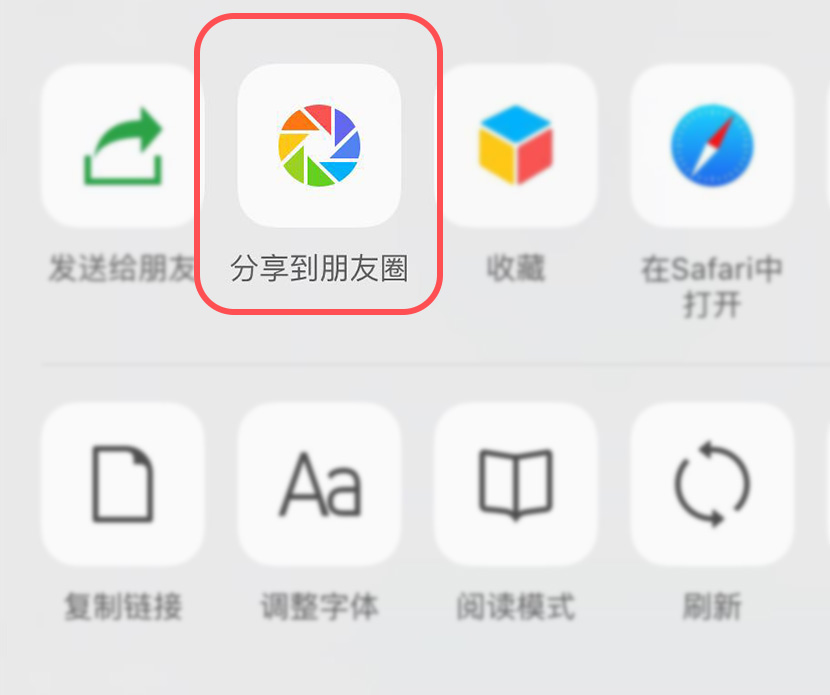 发送给朋友
分享到朋友圈
收藏
在Safari中
打开
Aa
复制链接
调整字体
阅读模式
刷新